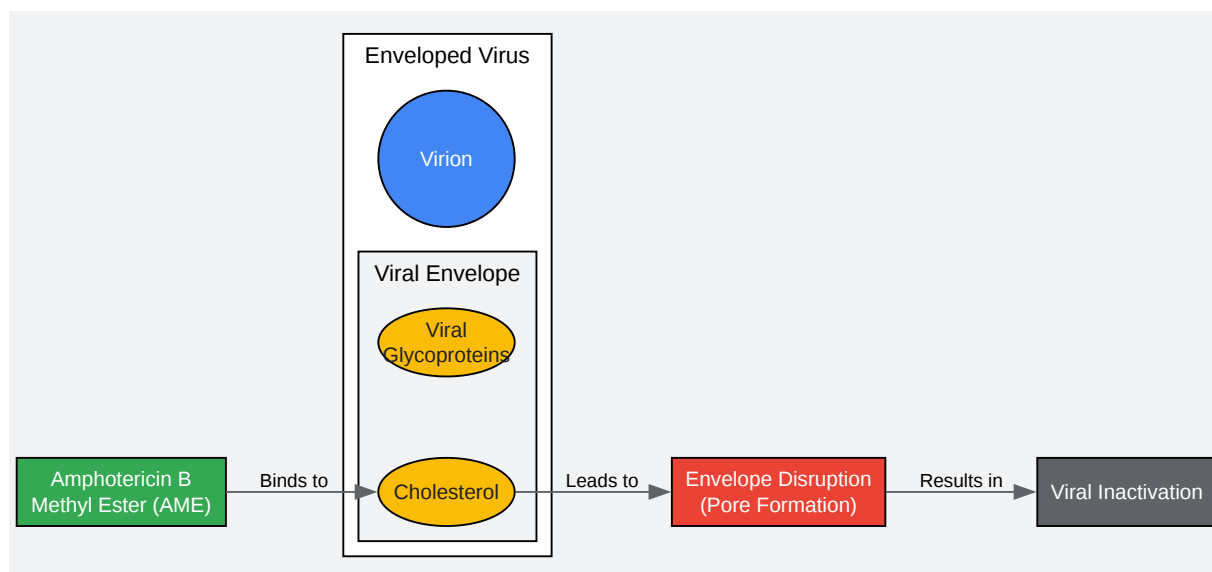 Enveloped Virus
Virion
Viral Envelope
Viral
Glycoproteins
Amphotericin B
Methyl Ester (AME)
Binds to
Cholesterol
Leads to
Envelope Disruption
(Pore Formation)
Results in
Viral Inactivation